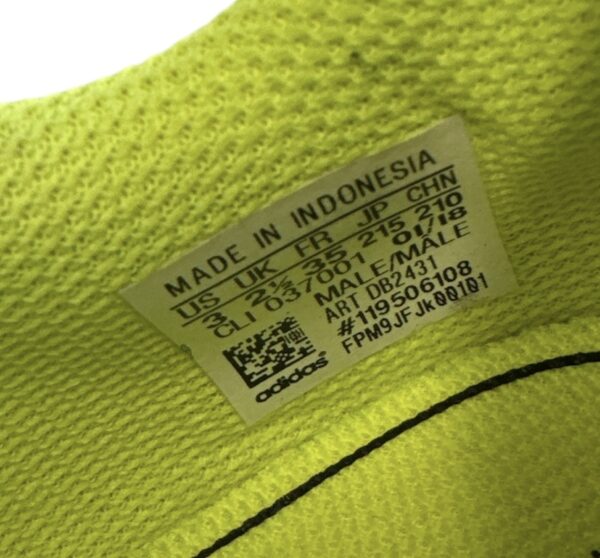 MADE IN INDONESIA
US UK FR JP CHN
3 2½ 35 215 210
CLI 037001 01/18
MALE/MALE
ART DB2431
#119506108
FPM9JFJk00101
adidas